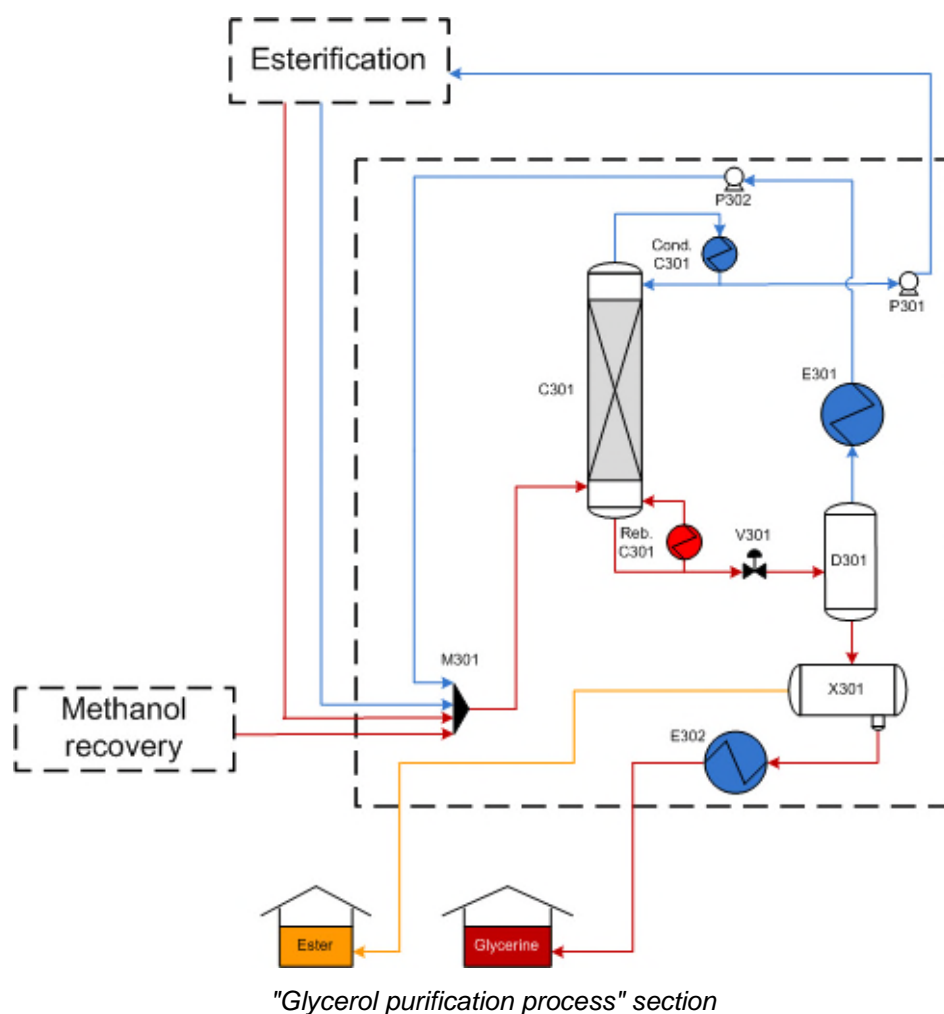 Esterification
P302
Cond.
C301
P301
E301
C301
Reb.
C301
V301
D301
M301
X301
Methanol
recovery
E302
Ester
Glycerine
"Glycerol purification process" section